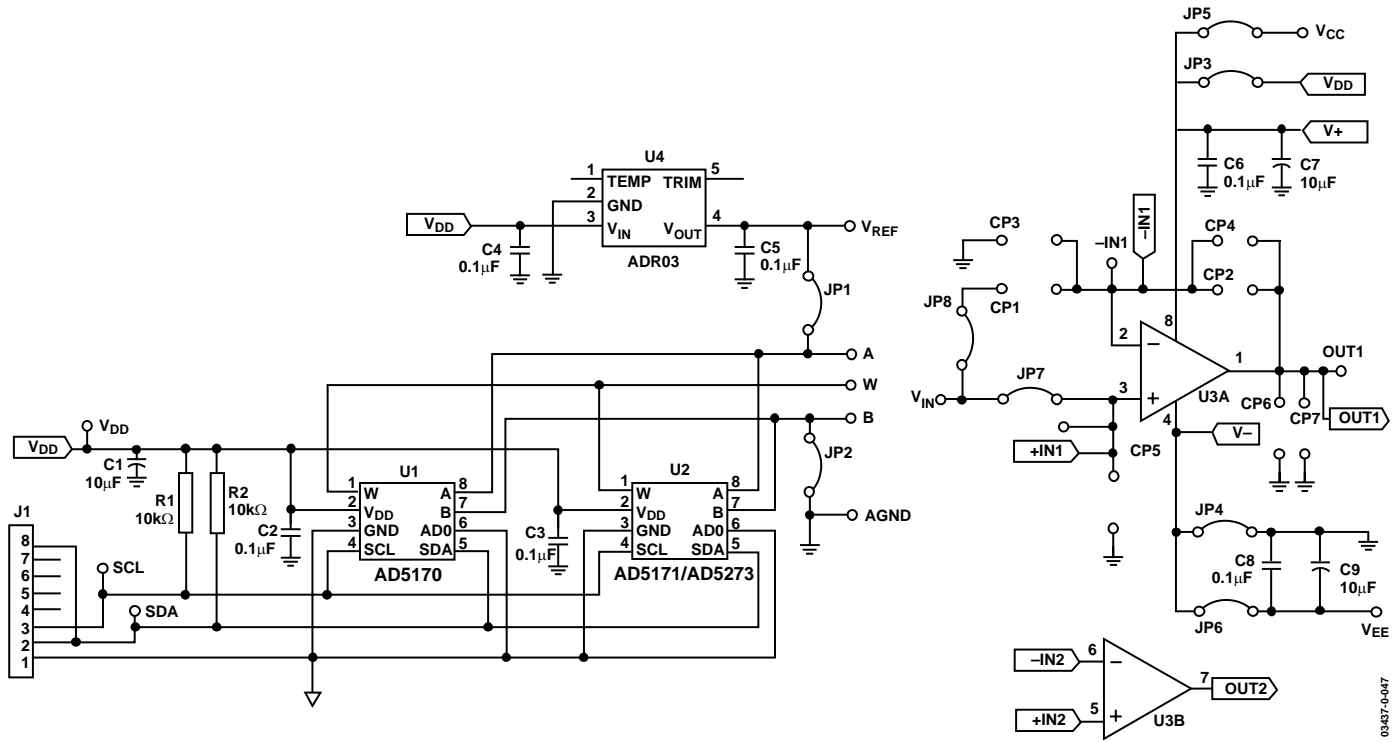 JP5
VCC
JP3
VDD
V+
C6
0.1µF
C7
10µF
U4
1
TEMP
TRIM
5
2
GND
3
VIN
VOUT
4
ADR03
VDD
C4
0.1µF
C5
0.1µF
VREF
JP1
A
W
B
JP2
AGND
CP3
–IN1
–IN1
CP4
CP2
JP8
CP1
8
2
–
1
OUT1
VIN
JP7
3
+
U3A
4
CP6
CP7
OUT1
+IN1
CP5
V–
VDD
VDD
C1
10µF
R1
10kΩ
R2
10kΩ
C2
0.1µF
U1
1
W
A
8
2
VDD
B
7
3
GND
AD0
6
4
SCL
SDA
5
AD5170
C3
0.1µF
U2
1
W
A
8
2
VDD
B
7
3
GND
AD0
6
4
SCL
SDA
5
AD5171/AD5273
J1
8
7
6
5
4
3
2
1
SCL
SDA
JP4
C8
0.1µF
C9
10µF
JP6
VEE
–IN2
6
–
7
OUT2
+IN2
5
+
U3B
03437-0-047